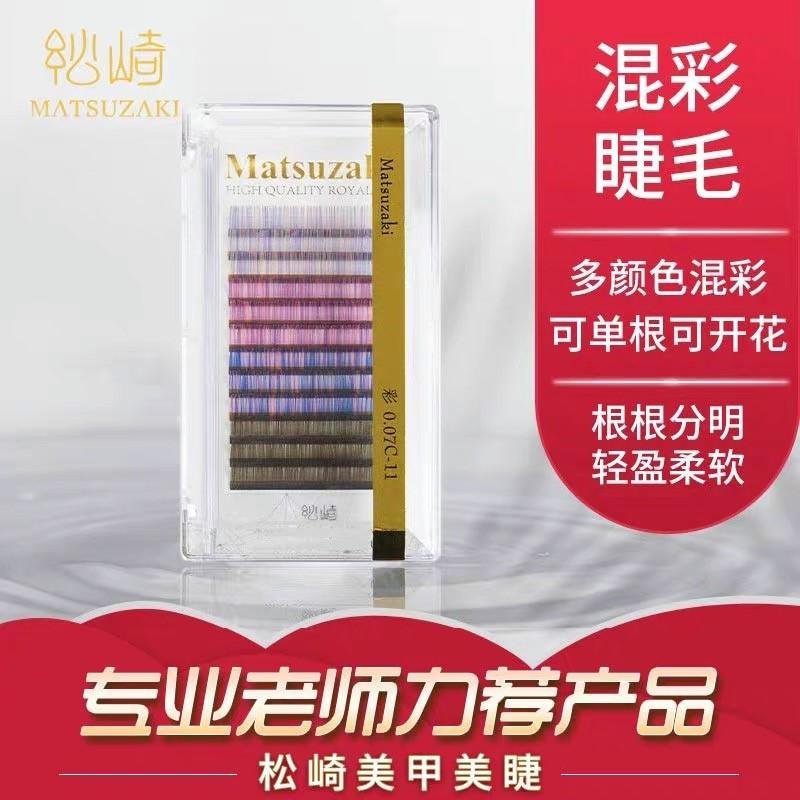 松崎
MATSUZAKI
混彩
睫毛
多颜色混彩
可单根可开花
根根分明
轻盈柔软
Matsuzak
HIGH QUALITY ROYAL
Matsuzaki
彩 0.07C-11
松崎
专业老师力荐产品
松崎美甲美睫